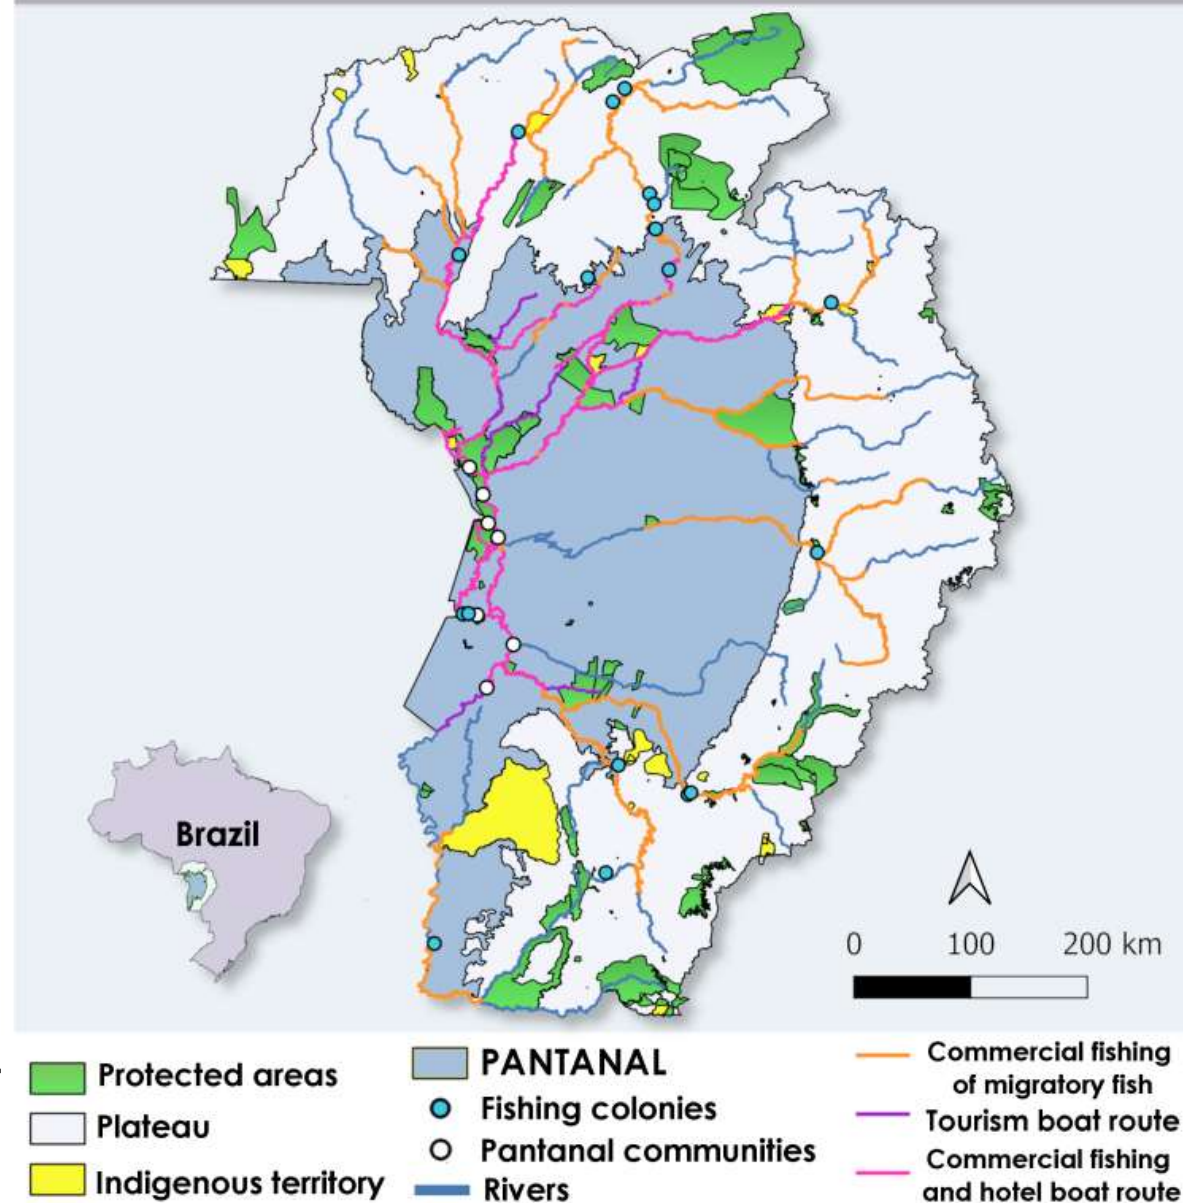 Brazil
0 100 200 km
Protected areas
Plateau
Indigenous territory
PANTANAL
Fishing colonies
Pantanal communities
Rivers
Commercial fishing
of migratory fish
Tourism boat route
Commercial fishing
and hotel boat route